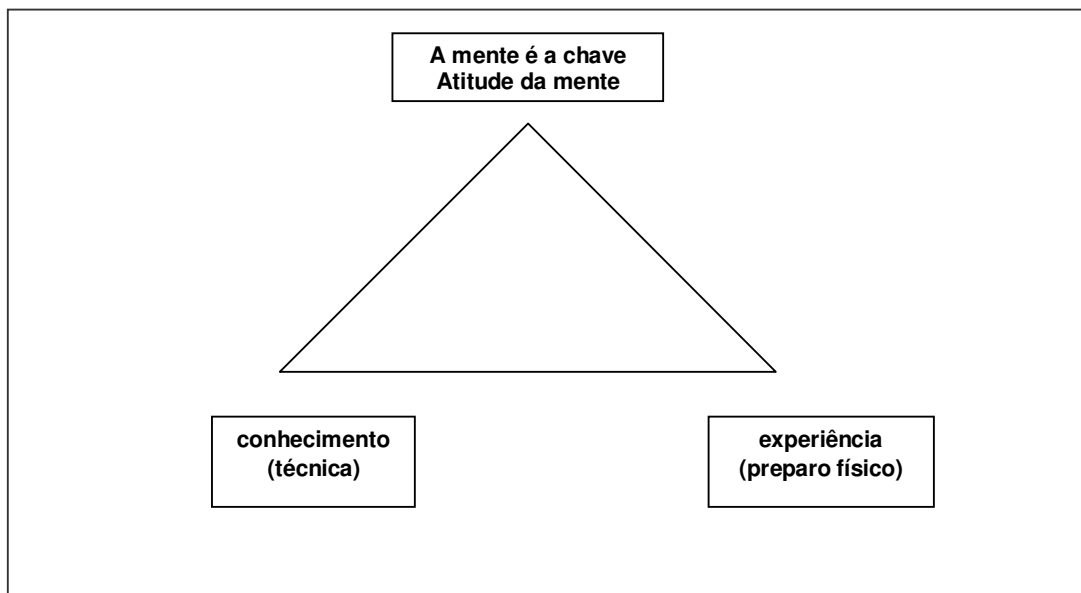 A mente é a chave
Atitude da mente
conhecimento
(técnica)
experiência
(preparo físico)